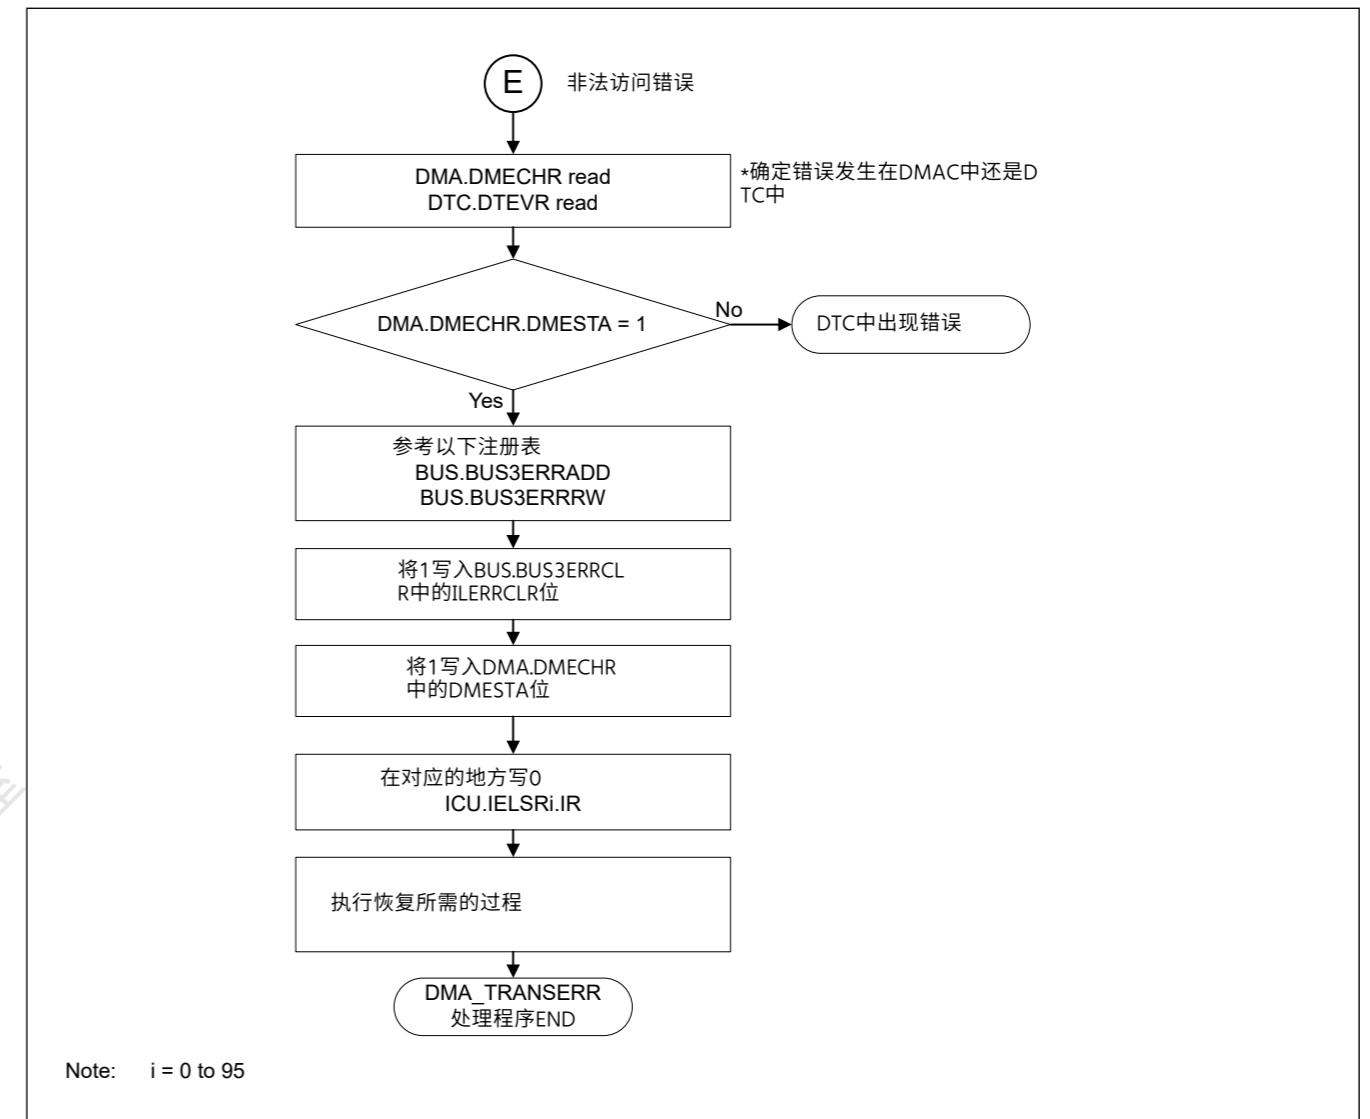 E
非法访问错误
DMA.DMECHR read
DTC.DTEVR read
*确定错误发生在DMAC中还是D
TC中
DMA.DMECHR.DMESTA = 1
No
DTC中出现错误
Yes
参考以下注册表
BUS.BUS3ERRADD
BUS.BUS3ERRRW
将1写入BUS.BUS3ERRCL
R中的ILERRCLR位
将1写入DMA.DMECHR
中的DMESTA位
在对应的地方写0
ICU.IELSRi.IR
执行恢复所需的过程
DMA_TRANSERR
处理程序END
Note: i = 0 to 95